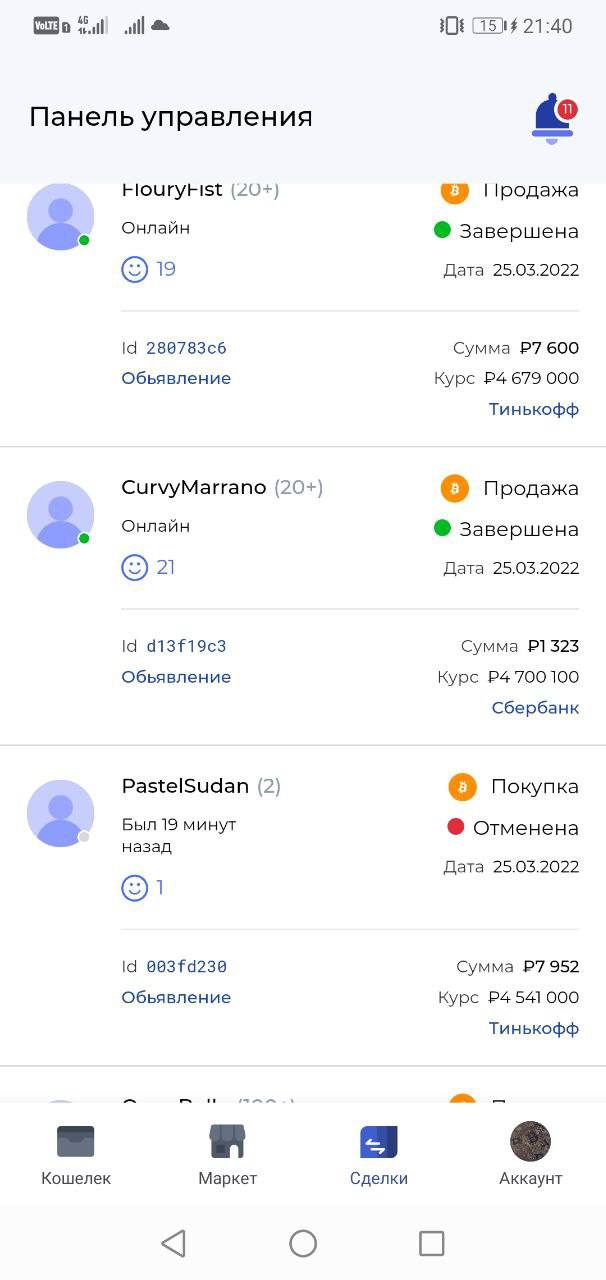 VoLTE 1 4G 15 21:40
Панель управления
11
FlouryFist (20+) Продажа
Онлайн Завершена
19 Дата 25.03.2022
Id 280783c6 Сумма ₽7 600
Обьявление Курс ₽4 679 000
Тинькофф
CurvyMarrano (20+) Продажа
Онлайн Завершена
21 Дата 25.03.2022
Id d13f19c3 Сумма ₽1 323
Обьявление Курс ₽4 700 100
Сбербанк
PastelSudan (2) Покупка
Был 19 минут Отменена
назад
1 Дата 25.03.2022
Id 003fd230 Сумма ₽7 952
Обьявление Курс ₽4 541 000
Тинькофф
Кошелек Маркет Сделки Аккаунт